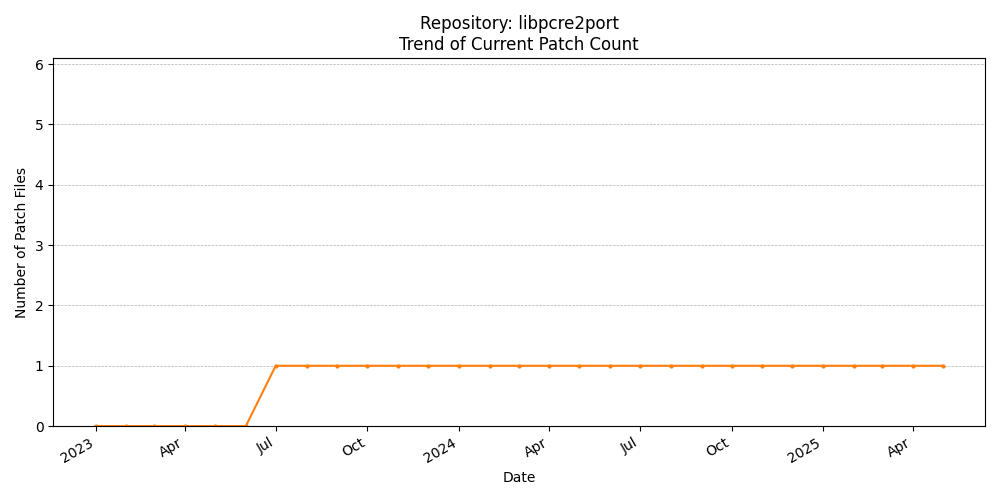 Repository: libpcre2port
Trend of Current Patch Count
6
5
4
3
2
1
0
Number of Patch Files
2023
Apr
Jul
Oct
2024
Apr
Jul
Oct
2025
Apr
Date